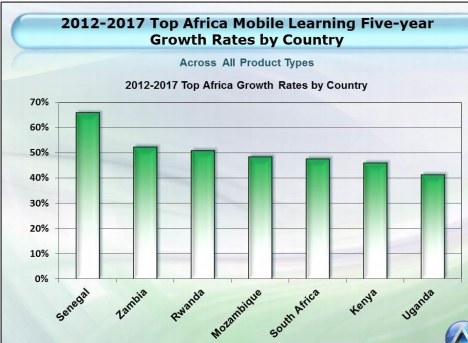 2012-2017 Top Africa Mobile Learning Five-year
Growth Rates by Country
Across All Product Types
2012-2017 Top Africa Growth Rates by Country
70%
60%
50%
40%
30%
20%
10%
0%
Senegal
Zambia
Rwanda
Mozambique
South Africa
Kenya
Uganda